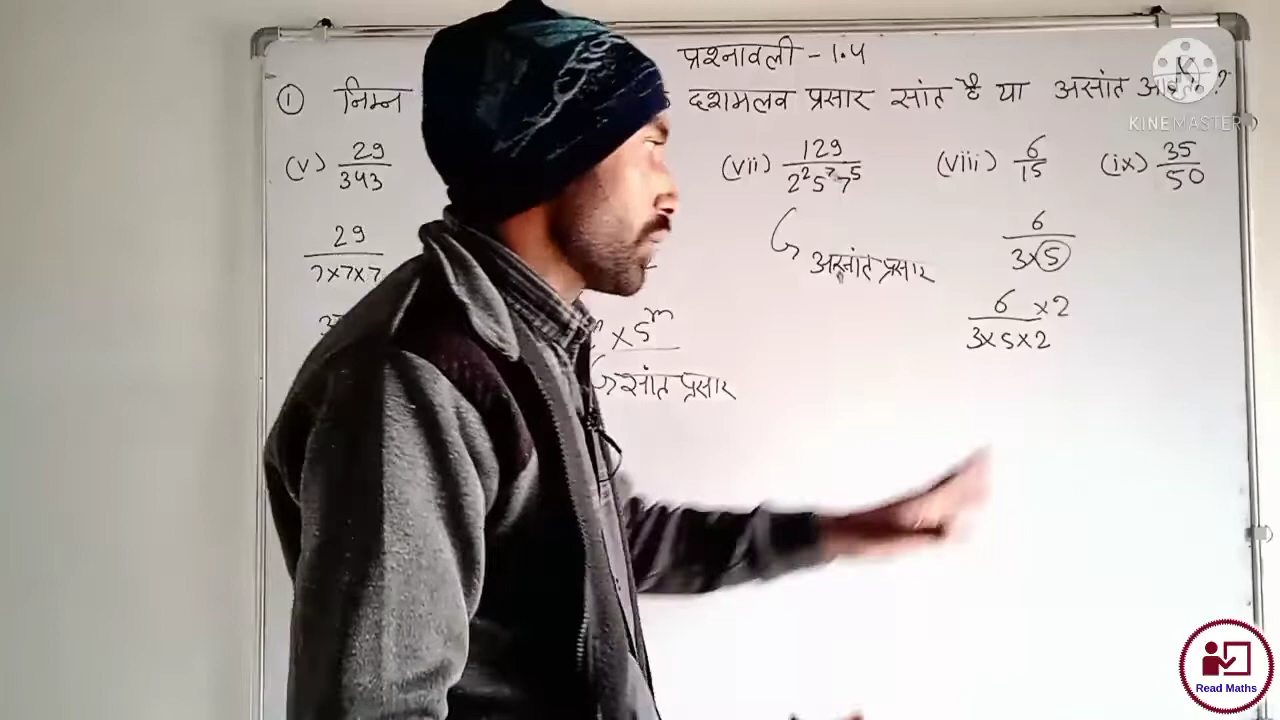 प्रश्नावली - 1.4
① निम्न दशमलव प्रसार सांत है या असांत ?
KINEMASTER
(v) 29/343 (vii) 129/2²5⁷7⁵ (viii) 6/15 (ix) 35/50
29/7×7×7 6/3×5
असांत प्रसार
6×2/3×5×2
×5ᵐ
सांत प्रसार
Read Maths